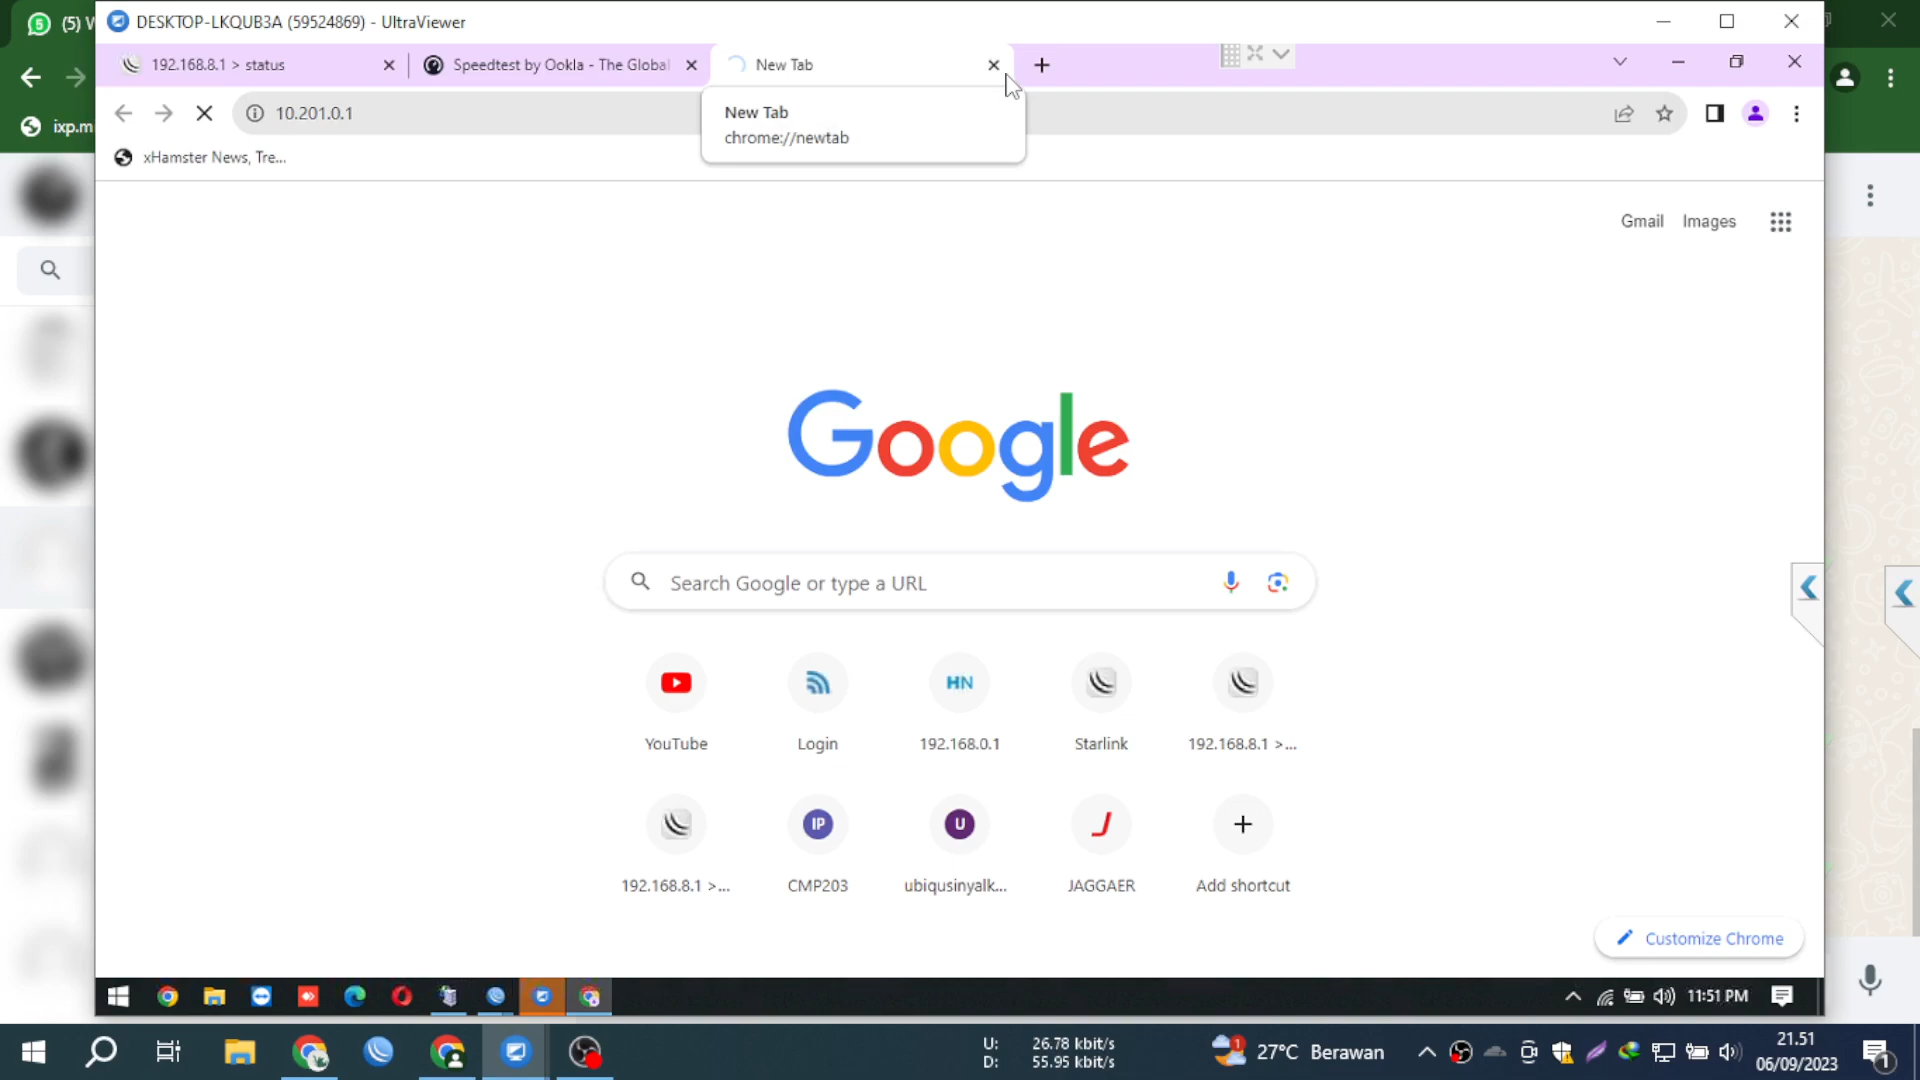 (5) W
DESKTOP-LKQUB3A (59524869) - UltraViewer
192.168.8.1 > status
Speedtest by Ookla - The Global
New Tab
10.201.0.1
New Tab
chrome://newtab
ixp.m
xHamster News, Tre...
Gmail
Images
Google
Search Google or type a URL
YouTube
Login
HN
192.168.0.1
Starlink
192.168.8.1 >...
192.168.8.1 >...
IP
CMP203
U
ubiqusinyalk...
J
JAGGAER
Add shortcut
Customize Chrome
11:51 PM
U: 26.78 kbit/s
D: 55.95 kbit/s
1
27°C Berawan
21.51
06/09/2023
1